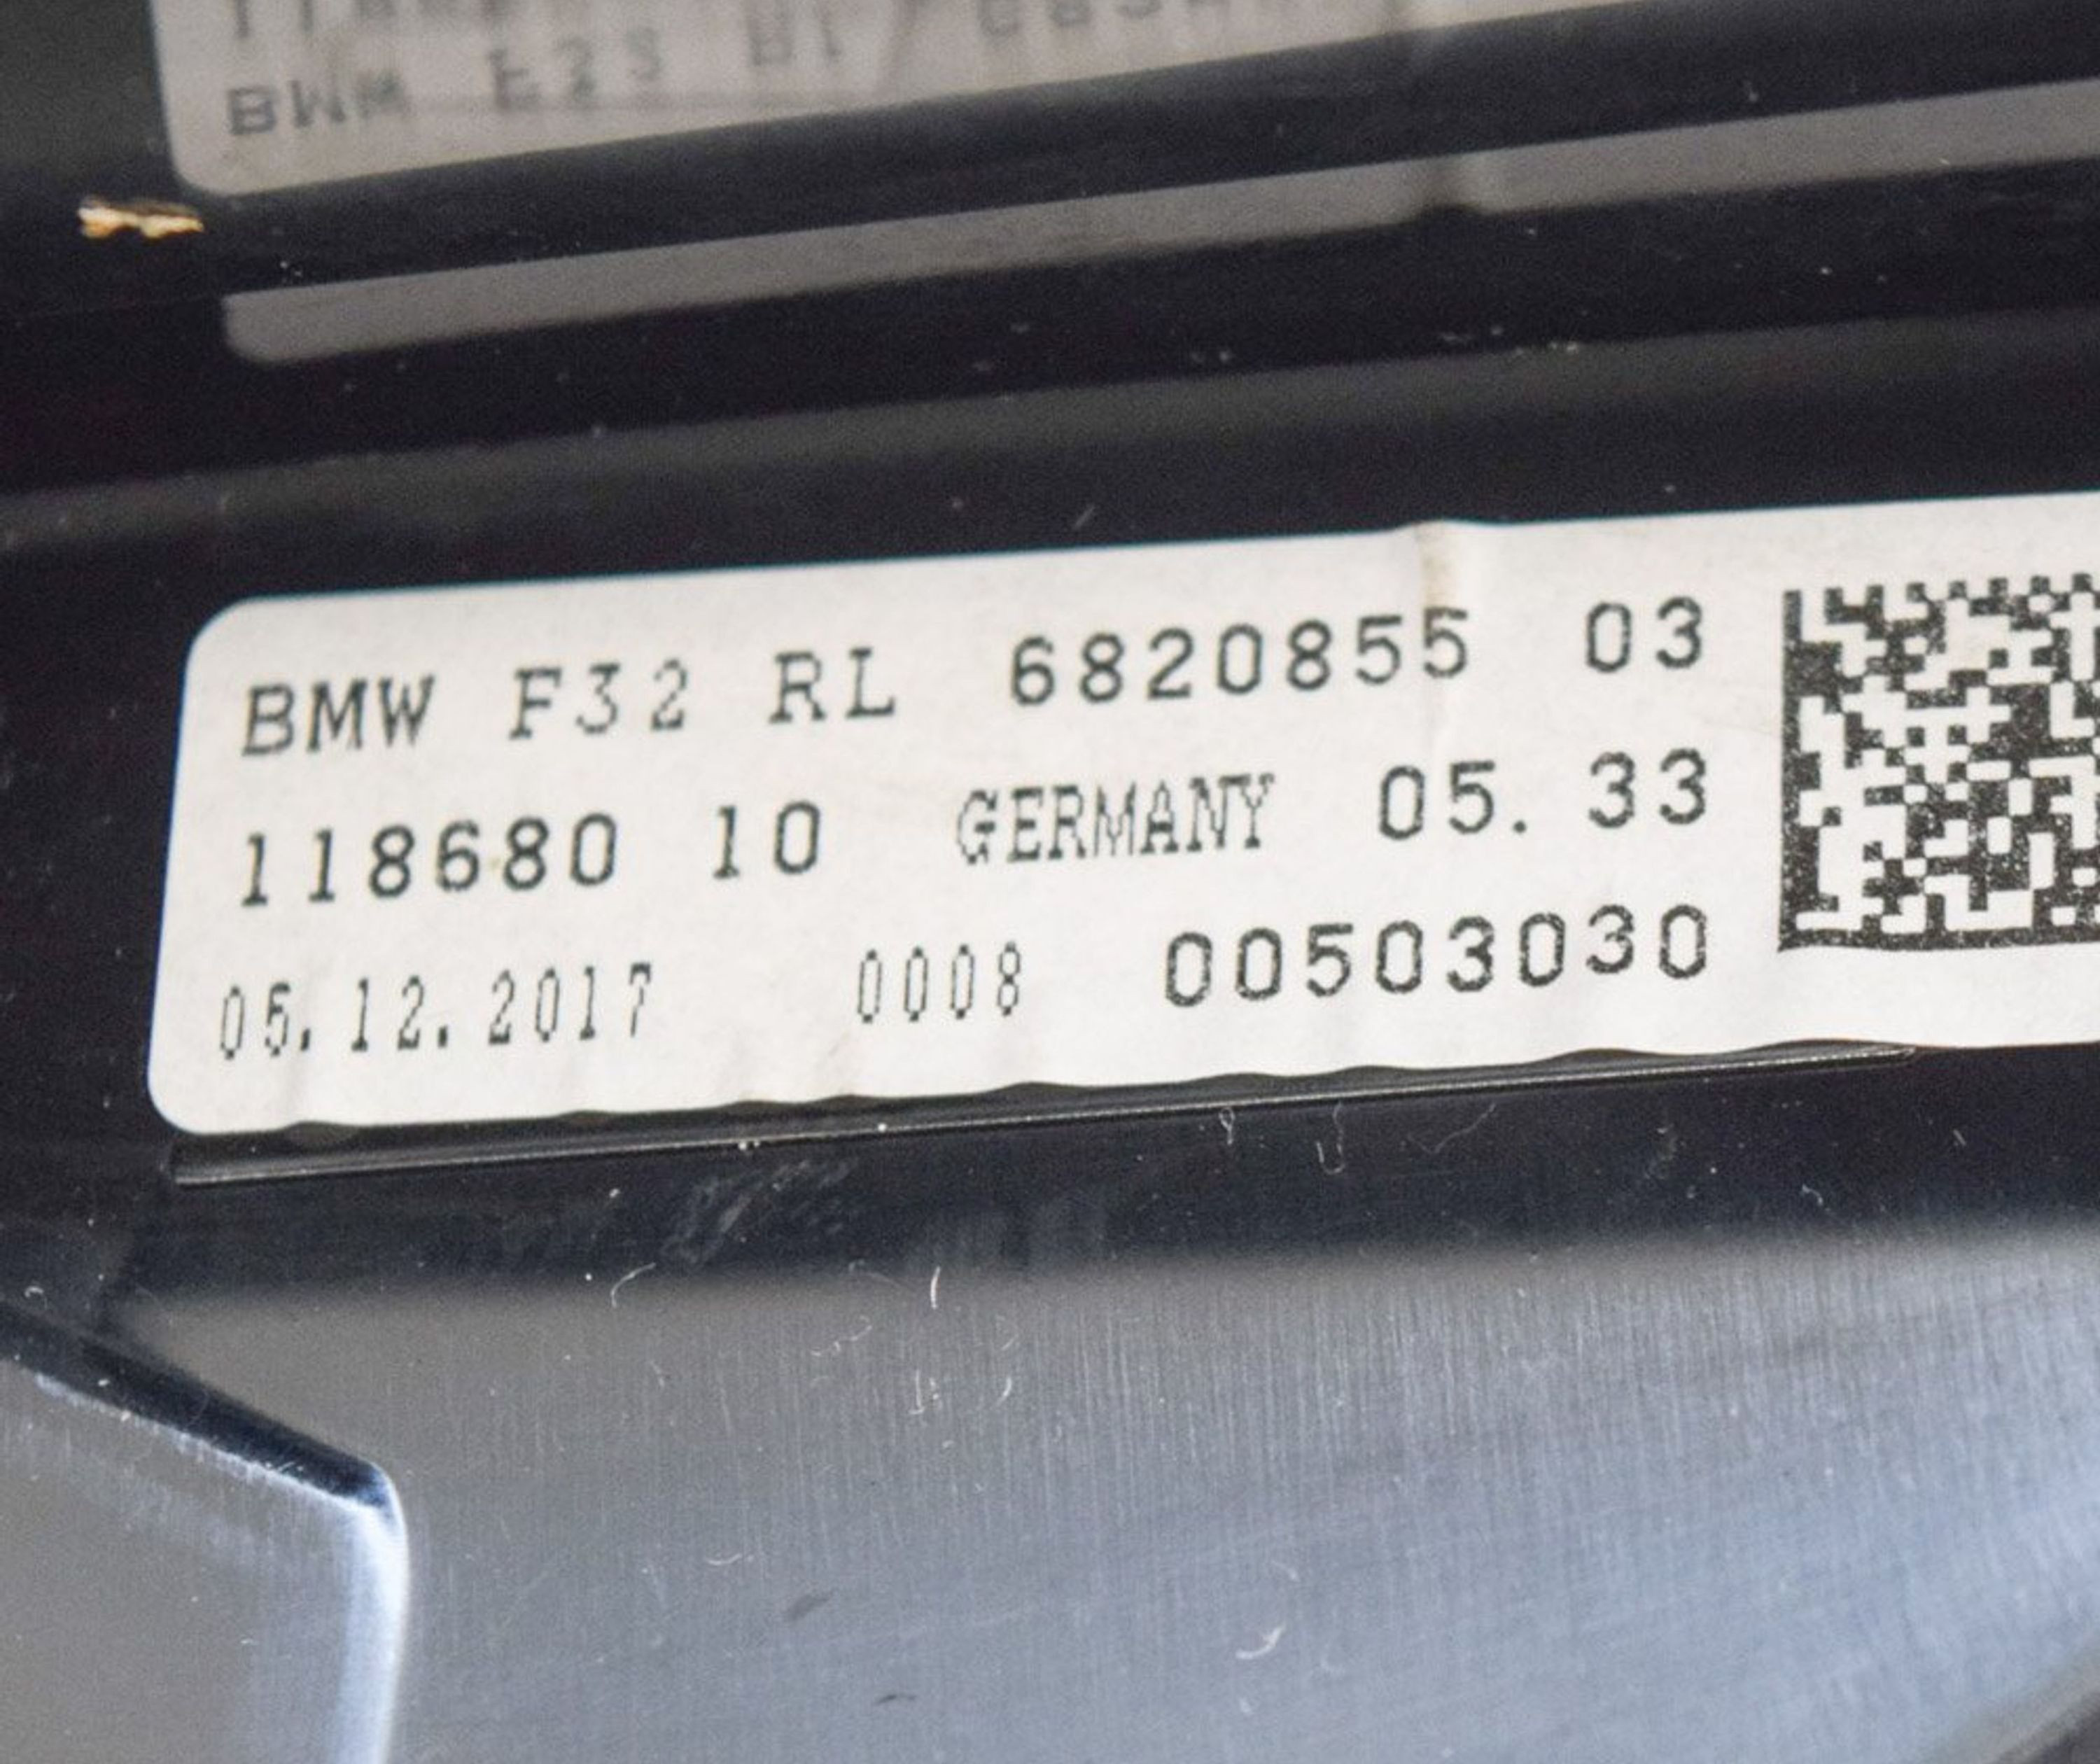 BMW F32 RL 6820855 03
118680 10 GERMANY 05. 33
05.12.2017 0008 00503030